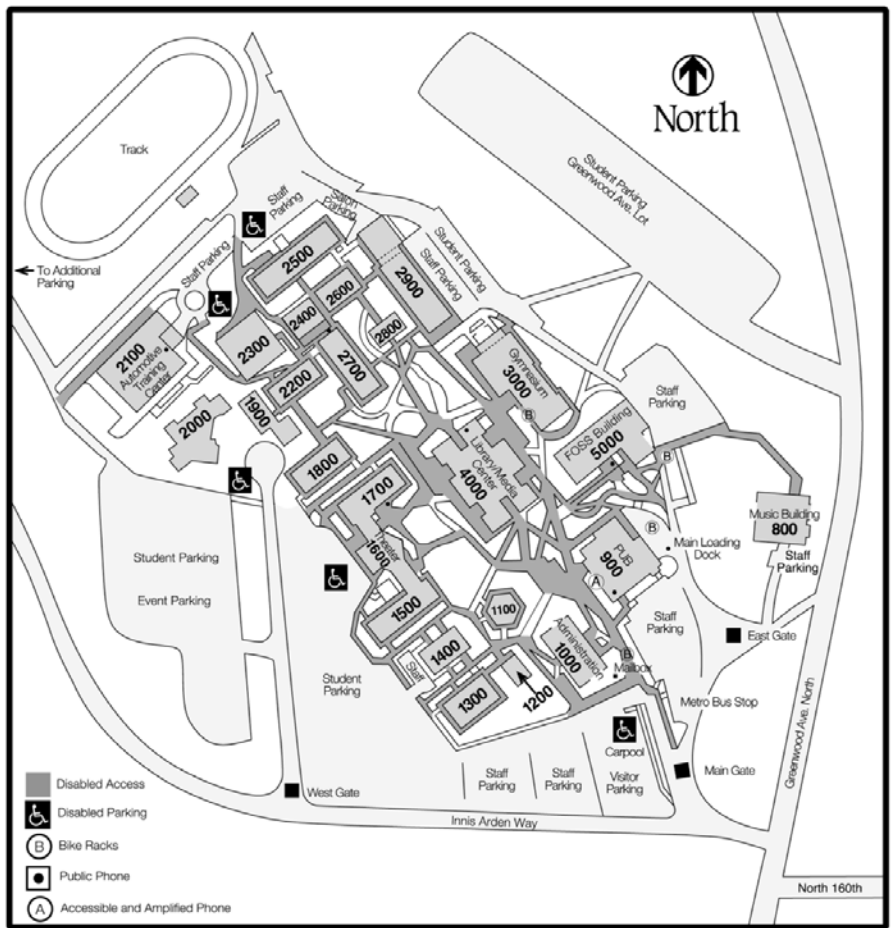 North
Track
Student Parking
Greenwood Ave. Lot
Staff
Parking
Salon
Parking
Student Parking
Staff Parking
Staff Parking
To Additional
Parking
2500
2600
2900
2400
2800
2300
2700
2100
Automotive
Training
Center
2200
1900
2000
Gymnasium
3000
Staff
Parking
FOSS Building
5000
B
B
Library/Media
Center
4000
1800
1700
Theater
1600
Music Building
800
Staff
Parking
B
Main Loading
Dock
PUB
900
A
Student Parking
Event Parking
1500
1100
Staff
Parking
East Gate
1400
Administration
1000
B
Mailbox
Staff
1300
1200
Student
Parking
Metro Bus Stop
Carpool
Main Gate
Staff
Parking
Staff
Parking
Visitor
Parking
West Gate
Innis Arden Way
Greenwood Ave. North
North 160th
Disabled Access
Disabled Parking
B Bike Racks
Public Phone
A Accessible and Amplified Phone